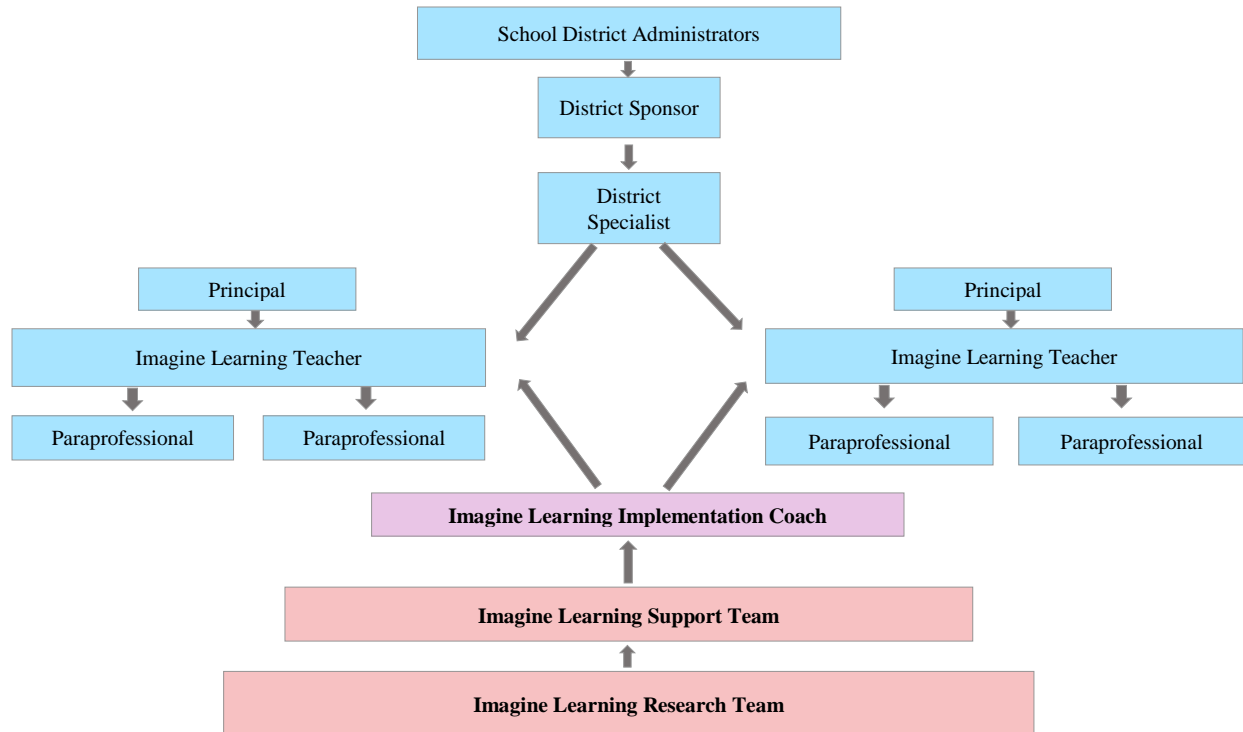 School District Administrators
District Sponsor
District
Specialist
Principal
Principal
Imagine Learning Teacher
Imagine Learning Teacher
Paraprofessional
Paraprofessional
Paraprofessional
Paraprofessional
Imagine Learning Implementation Coach
Imagine Learning Support Team
Imagine Learning Research Team